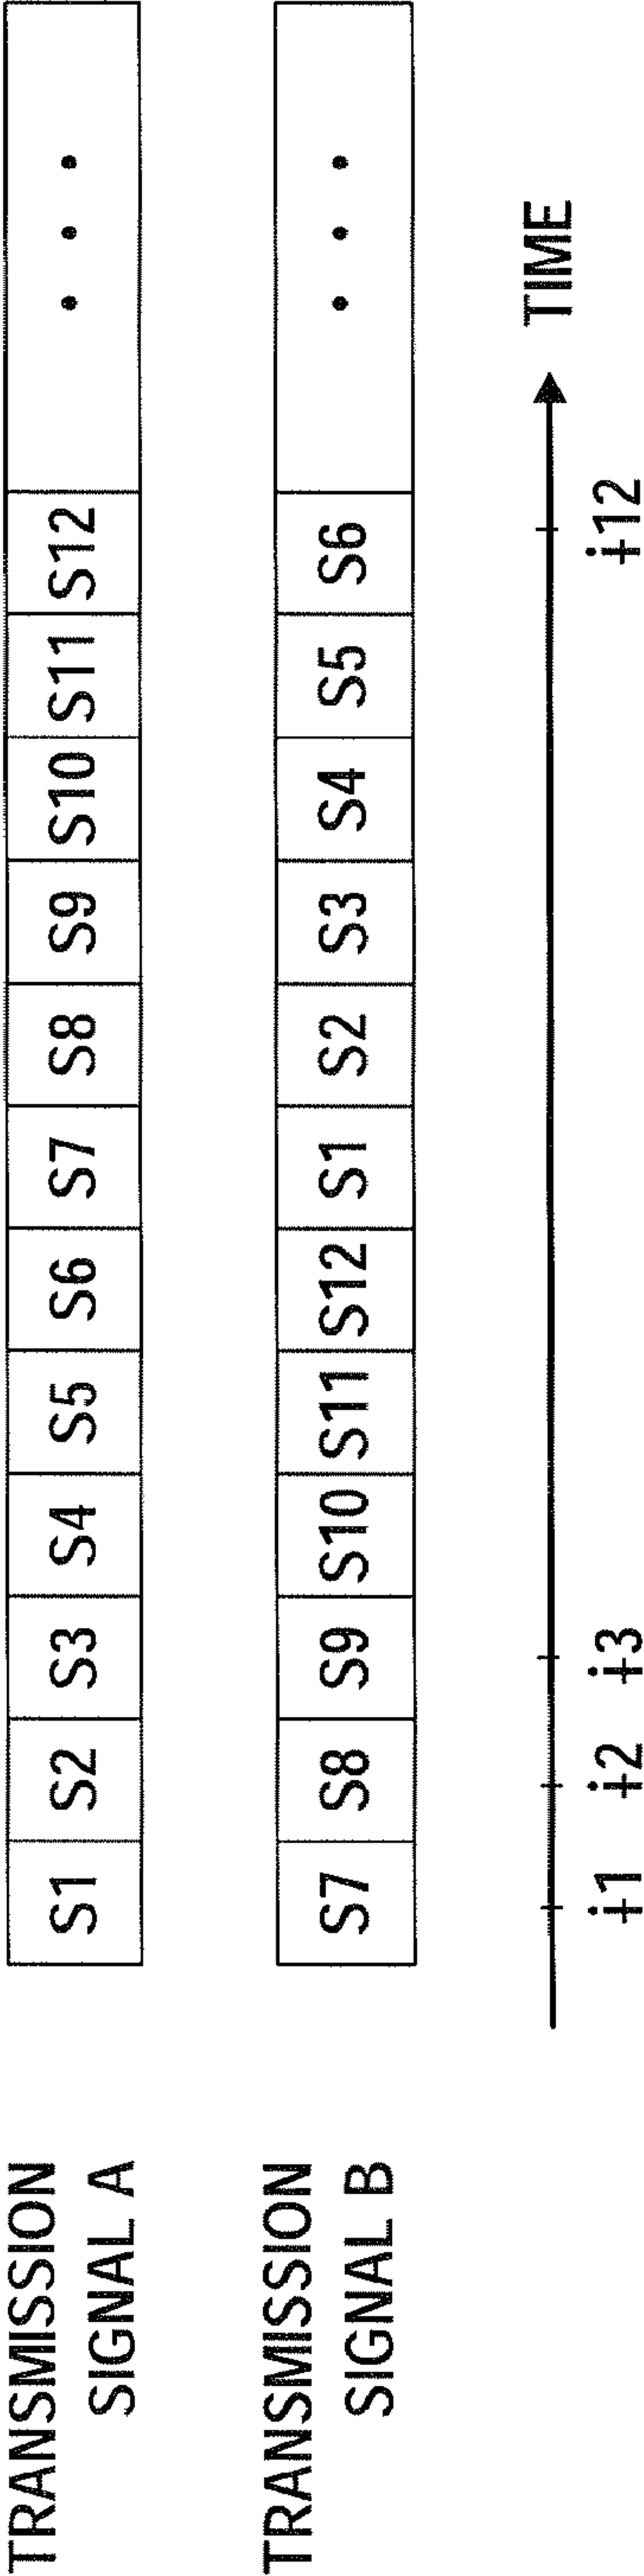 TRANSMISSION
SIGNAL A
S1 S2 S3 S4 S5 S6 S7 S8 S9 S10 S11 S12 • • •
TRANSMISSION
SIGNAL B
S7 S8 S9 S10 S11 S12 S1 S2 S3 S4 S5 S6 • • •
TIME
i1 i2 i3 i12